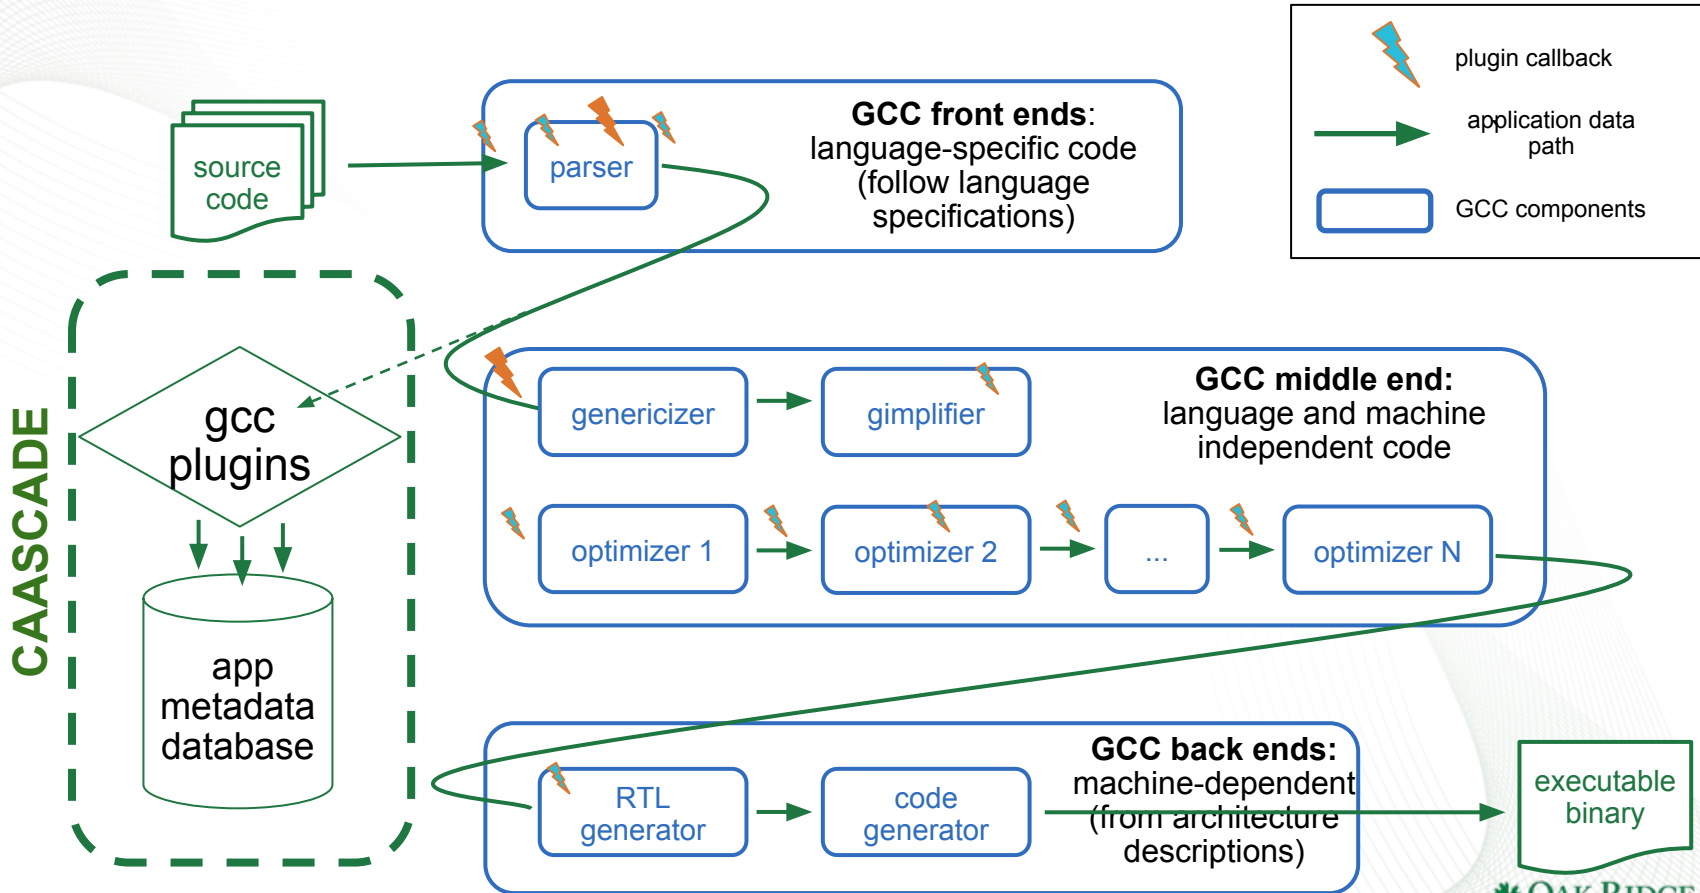 plugin callback
application data
path
GCC components
source
code
parser
GCC front ends:
language-specific code
(follow language
specifications)
CAASCADE
gcc
plugins
app
metadata
database
genericizer
gimplifier
GCC middle end:
language and machine
independent code
optimizer 1
optimizer 2
...
optimizer N
RTL
generator
code
generator
GCC back ends:
machine-dependent
(from architecture
descriptions)
executable
binary
OAK RIDGE